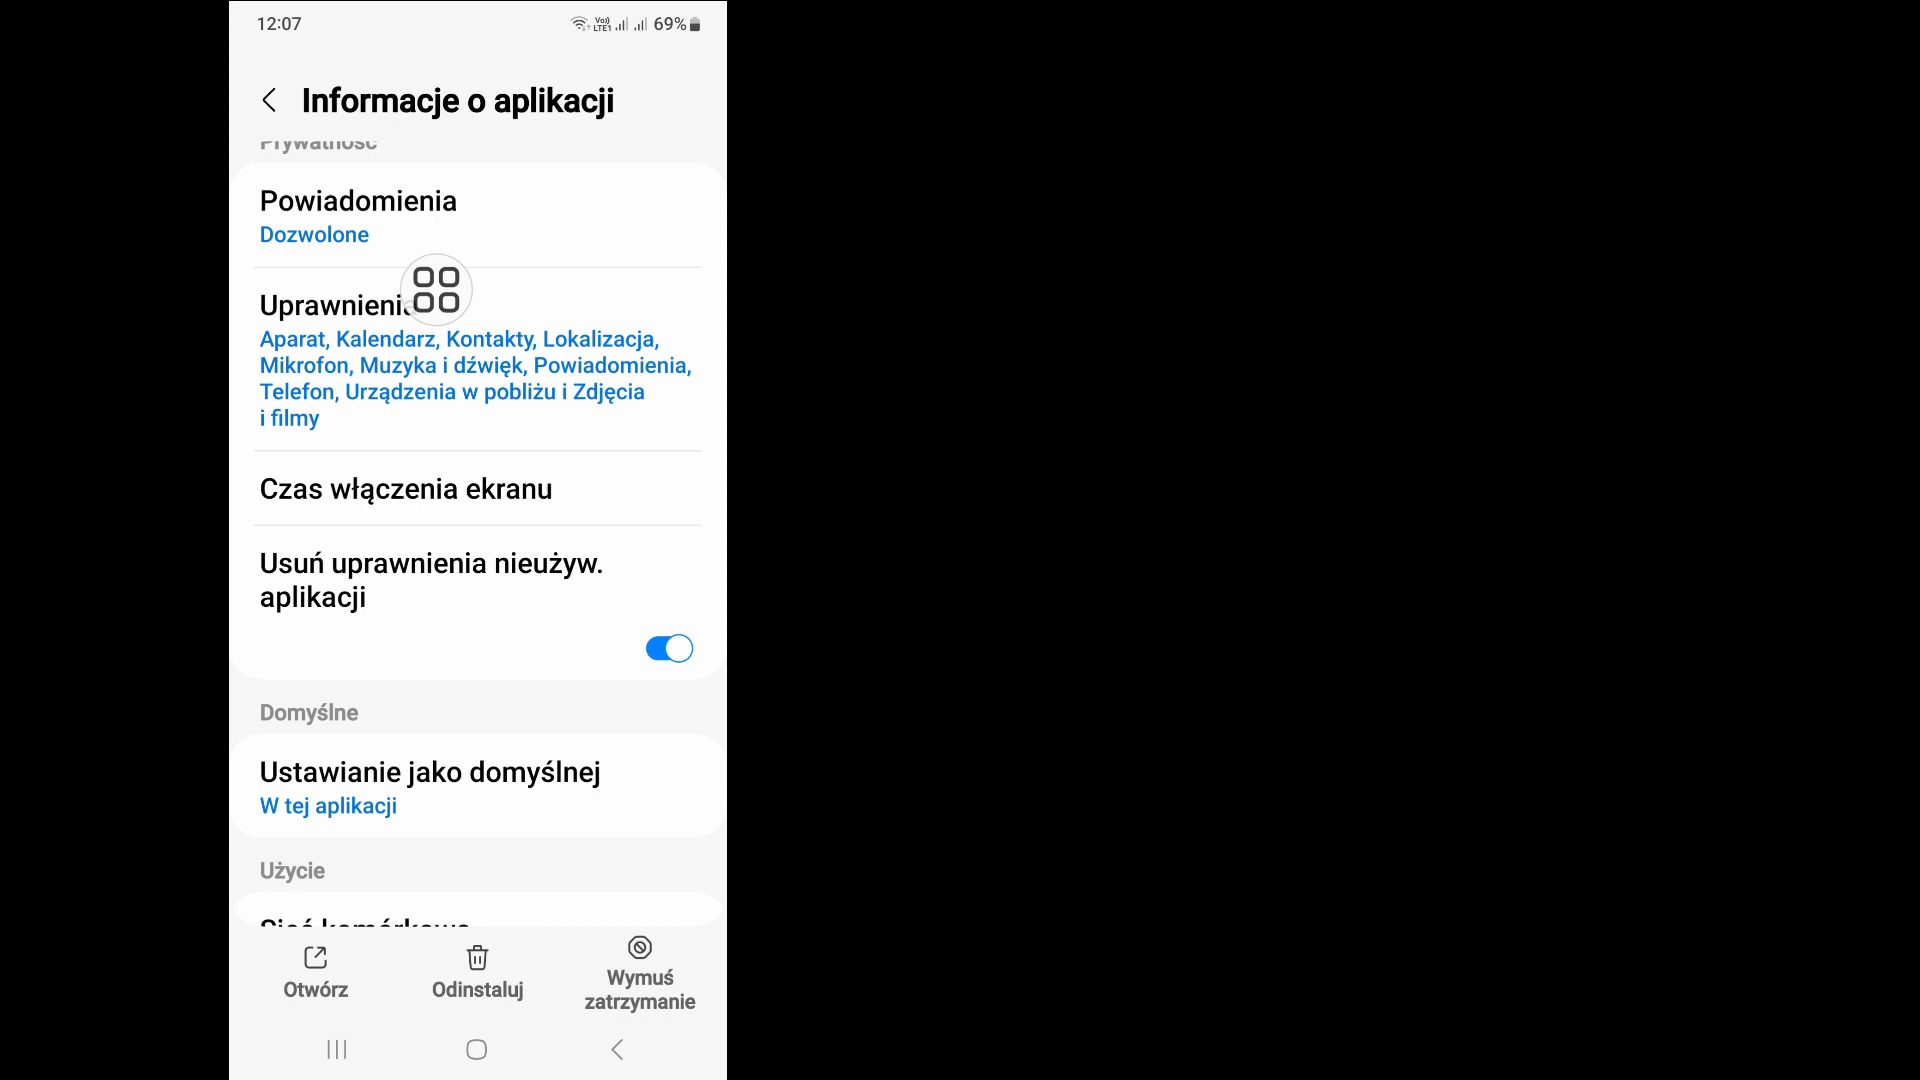 12:07
Vo))
LTE1
69%
Informacje o aplikacji
Prywatność
Powiadomienia
Dozwolone
Uprawnienia
Aparat, Kalendarz, Kontakty, Lokalizacja,
Mikrofon, Muzyka i dźwięk, Powiadomienia,
Telefon, Urządzenia w pobliżu i Zdjęcia
i filmy
Czas włączenia ekranu
Usuń uprawnienia nieużyw.
aplikacji
Domyślne
Ustawianie jako domyślnej
W tej aplikacji
Użycie
Sieć komórkowa
Otwórz
Odinstaluj
Wymuś
zatrzymanie